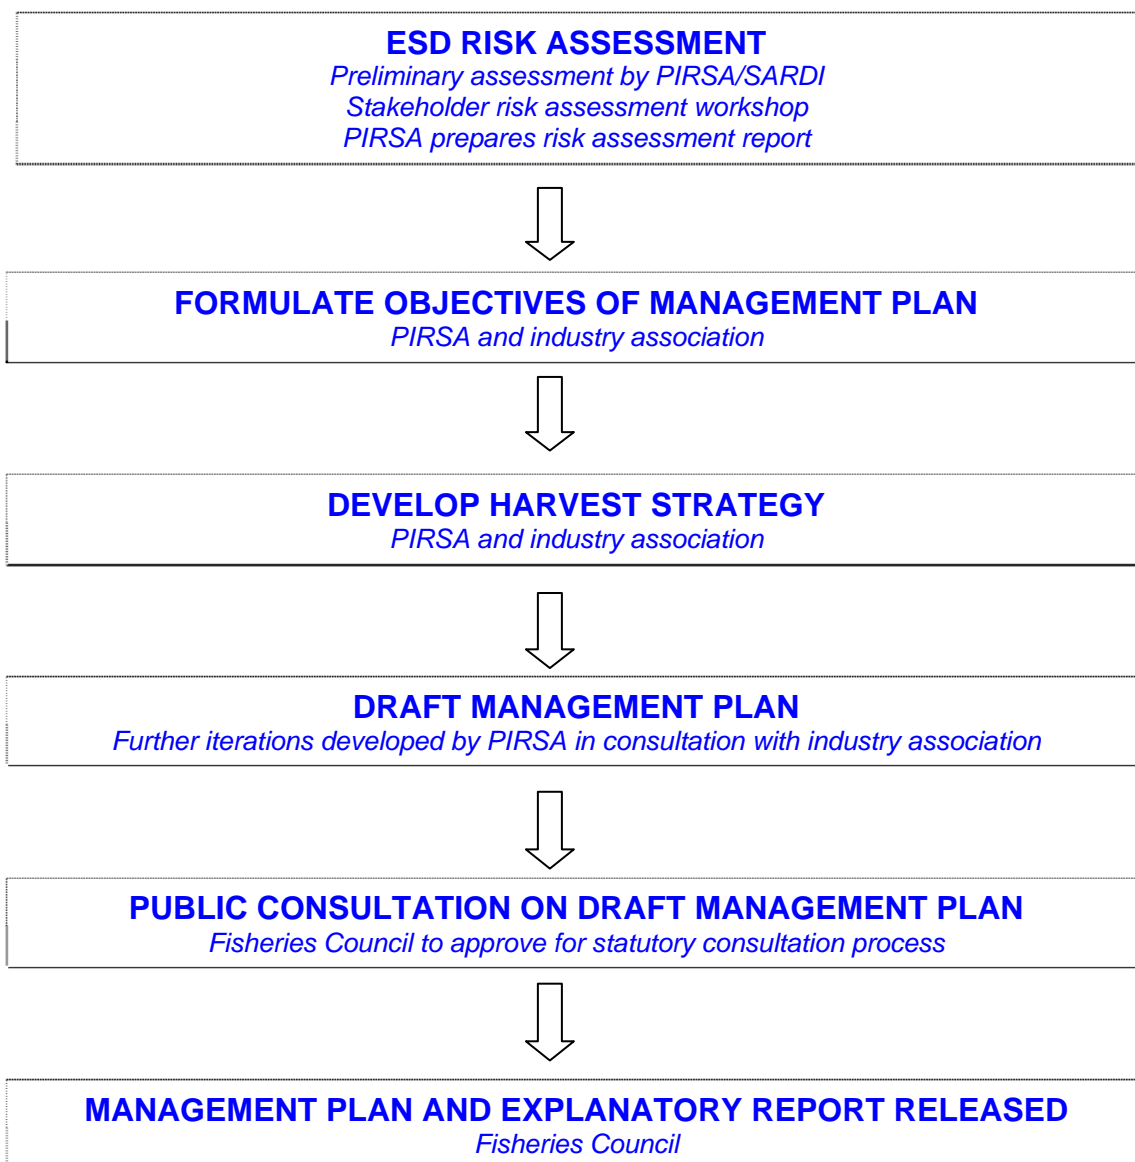 ESD RISK ASSESSMENT
Preliminary assessment by PIRSA/SARDI
Stakeholder risk assessment workshop
PIRSA prepares risk assessment report
FORMULATE OBJECTIVES OF MANAGEMENT PLAN
PIRSA and industry association
DEVELOP HARVEST STRATEGY
PIRSA and industry association
DRAFT MANAGEMENT PLAN
Further iterations developed by PIRSA in consultation with industry association
PUBLIC CONSULTATION ON DRAFT MANAGEMENT PLAN
Fisheries Council to approve for statutory consultation process
MANAGEMENT PLAN AND EXPLANATORY REPORT RELEASED
Fisheries Council